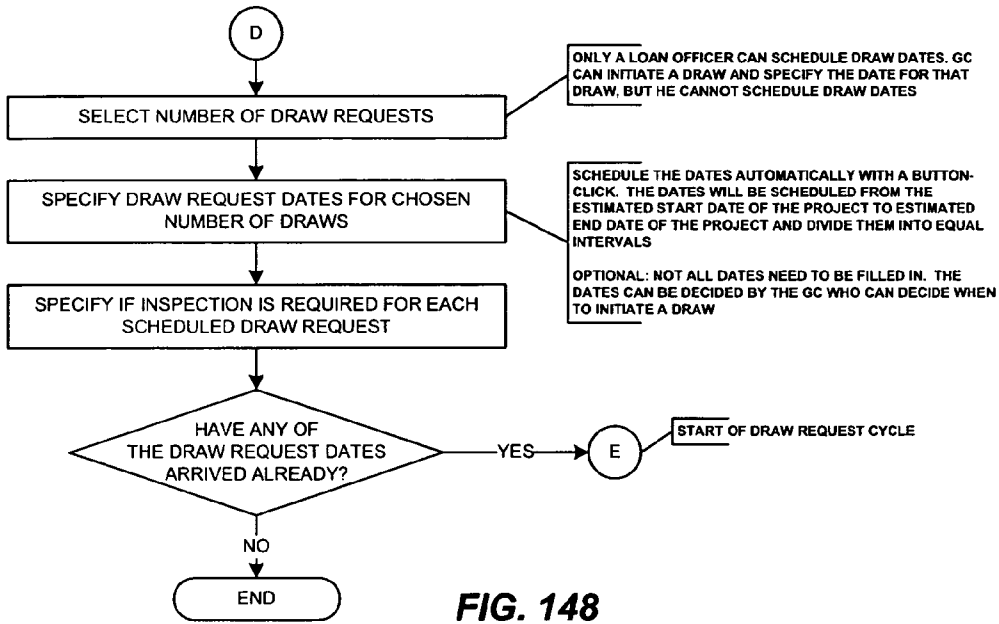 D
SELECT NUMBER OF DRAW REQUESTS
ONLY A LOAN OFFICER CAN SCHEDULE DRAW DATES. GC
CAN INITIATE A DRAW AND SPECIFY THE DATE FOR THAT
DRAW, BUT HE CANNOT SCHEDULE DRAW DATES
SPECIFY DRAW REQUEST DATES FOR CHOSEN
NUMBER OF DRAWS
SCHEDULE THE DATES AUTOMATICALLY WITH A BUTTON-
CLICK. THE DATES WILL BE SCHEDULED FROM THE
ESTIMATED START DATE OF THE PROJECT TO ESTIMATED
END DATE OF THE PROJECT AND DIVIDE THEM INTO EQUAL
INTERVALS
OPTIONAL: NOT ALL DATES NEED TO BE FILLED IN. THE
DATES CAN BE DECIDED BY THE GC WHO CAN DECIDE WHEN
TO INITIATE A DRAW
SPECIFY IF INSPECTION IS REQUIRED FOR EACH
SCHEDULED DRAW REQUEST
HAVE ANY OF
THE DRAW REQUEST DATES
ARRIVED ALREADY?
YES
E
START OF DRAW REQUEST CYCLE
NO
END
FIG. 148